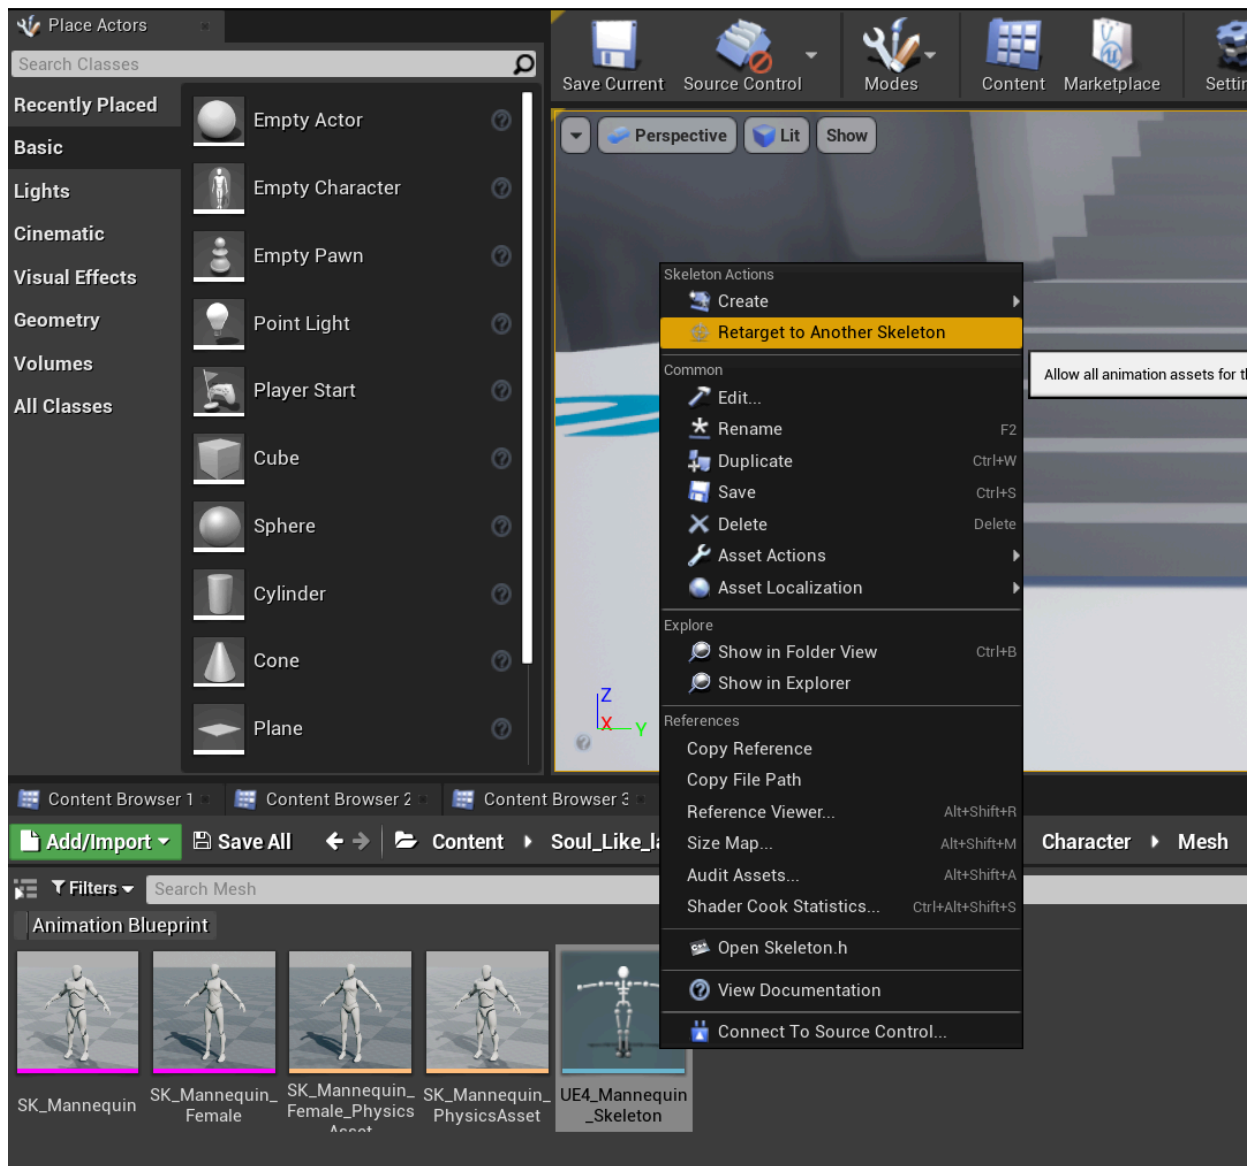 Place Actors
Search Classes
Recently Placed
Basic
Lights
Cinematic
Visual Effects
Geometry
Volumes
All Classes
Empty Actor
Empty Character
Empty Pawn
Point Light
Player Start
Cube
Sphere
Cylinder
Cone
Plane
Save Current
Source Control
Modes
Content
Marketplace
Perspective
Lit
Show
Skeleton Actions
Create
Retarget to Another Skeleton
Allow all animation assets for
Common
Edit...
Rename F2
Duplicate Ctrl+W
Save Ctrl+S
Delete Delete
Asset Actions
Asset Localization
Explore
Show in Folder View Ctrl+B
Show in Explorer
References
Copy Reference
Copy File Path
Reference Viewer... Alt+Shift+R
Size Map... Alt+Shift+M
Audit Assets... Alt+Shift+A
Shader Cook Statistics... Ctrl+Alt+Shift+S
Open Skeleton.h
View Documentation
Connect To Source Control...
Z
X
Y
Content Browser 1
Content Browser 2
Content Browser 3
Add/Import
Save All
Content
Soul_Like_
Character
Mesh
Filters
Search Mesh
Animation Blueprint
SK_Mannequin
SK_Mannequin_
Female
SK_Mannequin_
Female_Physics
Asset
SK_Mannequin_
PhysicsAsset
UE4_Mannequin
_Skeleton